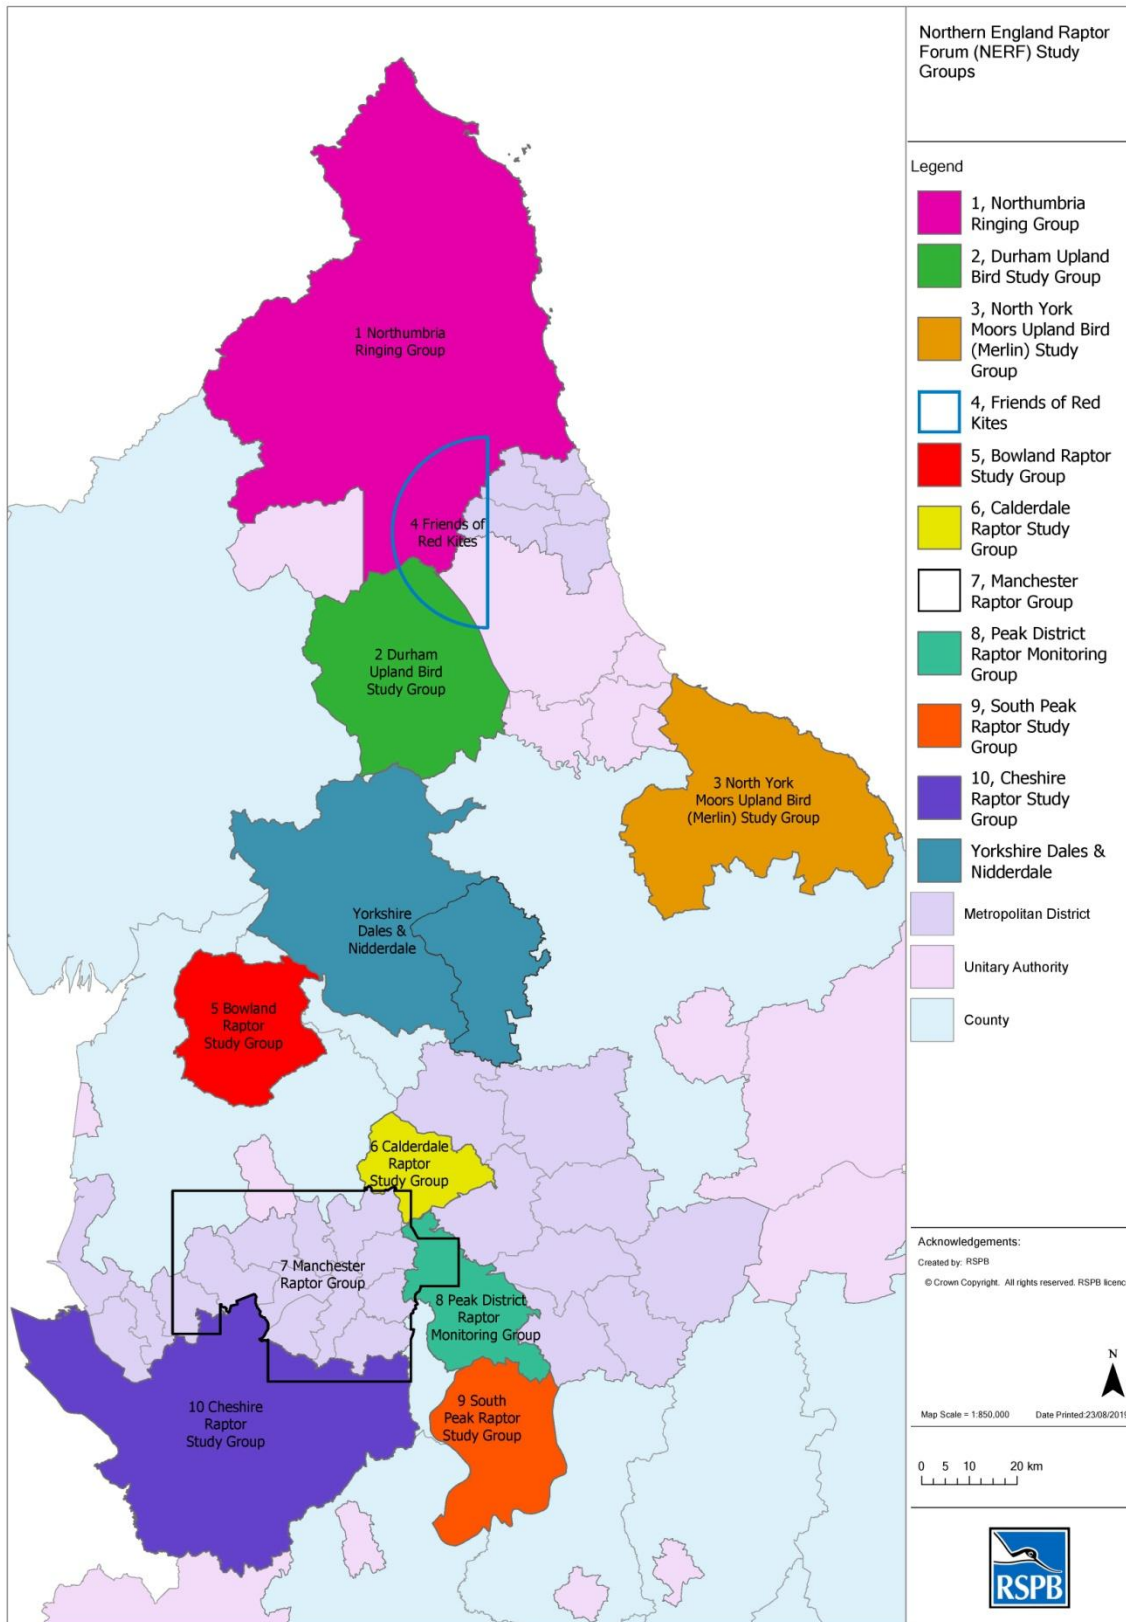 Northern England Raptor
Forum (NERF) Study
Groups
Legend
1, Northumbria
Ringing Group
2, Durham Upland
Bird Study Group
3, North York
Moors Upland Bird
(Merlin) Study
Group
4, Friends of Red
Kites
5, Bowland Raptor
Study Group
6, Calderdale
Raptor Study
Group
7, Manchester
Raptor Group
8, Peak District
Raptor Monitoring
Group
9, South Peak
Raptor Study
Group
10, Cheshire
Raptor Study
Group
Yorkshire Dales &
Nidderdale
Metropolitan District
Unitary Authority
County
1 Northumbria
Ringing Group
4 Friends of
Red Kites
2 Durham
Upland Bird
Study Group
3 North York
Moors Upland Bird
(Merlin) Study Group
Yorkshire
Dales &
Nidderdale
5 Bowland
Raptor
Study Group
6 Calderdale
Raptor
Study Group
7 Manchester
Raptor Group
8 Peak District
Raptor
Monitoring Group
9 South
Peak Raptor
Study Group
10 Cheshire
Raptor
Study Group
Acknowledgements:
Created by: RSPB
© Crown Copyright. All rights reserved. RSPB licenc
N
Map Scale = 1:850,000 Date Printed:23/08/2019
0 5 10 20 km
RSPB